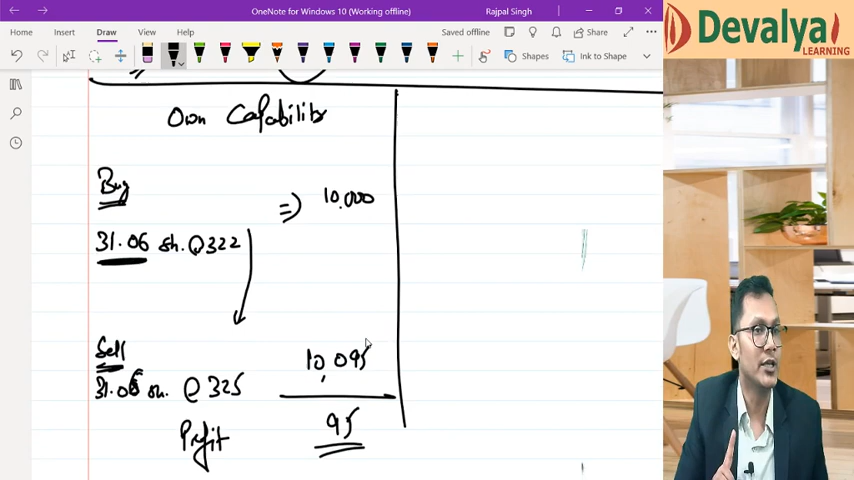 OneNote for Windows 10 (Working offline)
Rajpal Singh
Home Insert Draw View Help
Saved offline
Share
Shapes
Ink to Shape
Devalya
LEARNING
Own Capability
Buy
=) 10,000
31.06 sh. @322
Sell
10,095
31.06 sh. @ 325
Profit
95